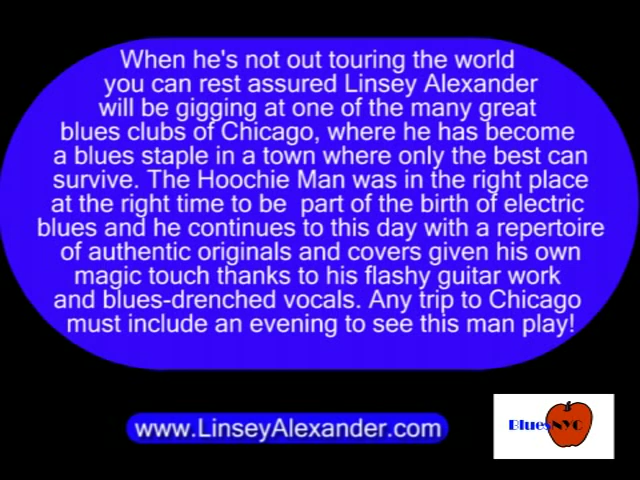 When he's not out touring the world
you can rest assured Linsey Alexander
will be gigging at one of the many great
blues clubs of Chicago, where he has become
a blues staple in a town where only the best can
survive. The Hoochie Man was in the right place
at the right time to be  part of the birth of electric
blues and he continues to this day with a repertoire
of authentic originals and covers given his own
magic touch thanks to his flashy guitar work
and blues-drenched vocals. Any trip to Chicago
must include an evening to see this man play!
www.LinseyAlexander.com
BluesNYC